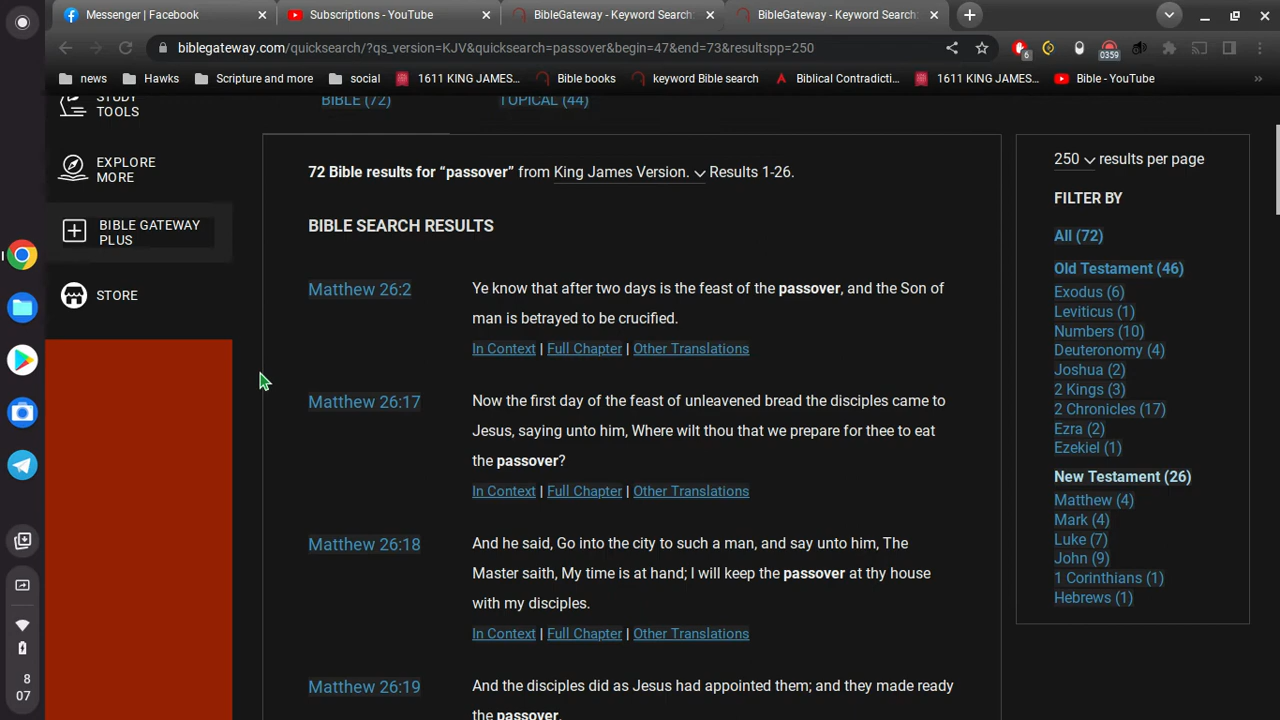 Messenger | Facebook
Subscriptions - YouTube
BibleGateway - Keyword Search:
BibleGateway - Keyword Search:
biblegateway.com/quicksearch/?qs_version=KJV&quicksearch=passover&begin=47&end=73&resultspp=250
6
0359
news
Hawks
Scripture and more
social
1611 KING JAMES...
Bible books
keyword Bible search
Biblical Contradicti...
1611 KING JAMES...
Bible - YouTube
»
STUDY
TOOLS
EXPLORE
MORE
BIBLE GATEWAY
PLUS
STORE
BIBLE (72)
TOPICAL (44)
72 Bible results for “passover” from King James Version. Results 1-26.
BIBLE SEARCH RESULTS
Matthew 26:2
Ye know that after two days is the feast of the passover, and the Son of
man is betrayed to be crucified.
In Context | Full Chapter | Other Translations
Matthew 26:17
Now the first day of the feast of unleavened bread the disciples came to
Jesus, saying unto him, Where wilt thou that we prepare for thee to eat
the passover?
In Context | Full Chapter | Other Translations
Matthew 26:18
And he said, Go into the city to such a man, and say unto him, The
Master saith, My time is at hand; I will keep the passover at thy house
with my disciples.
In Context | Full Chapter | Other Translations
Matthew 26:19
And the disciples did as Jesus had appointed them; and they made ready
the passover.
250 results per page
FILTER BY
All (72)
Old Testament (46)
Exodus (6)
Leviticus (1)
Numbers (10)
Deuteronomy (4)
Joshua (2)
2 Kings (3)
2 Chronicles (17)
Ezra (2)
Ezekiel (1)
New Testament (26)
Matthew (4)
Mark (4)
Luke (7)
John (9)
1 Corinthians (1)
Hebrews (1)
8
07